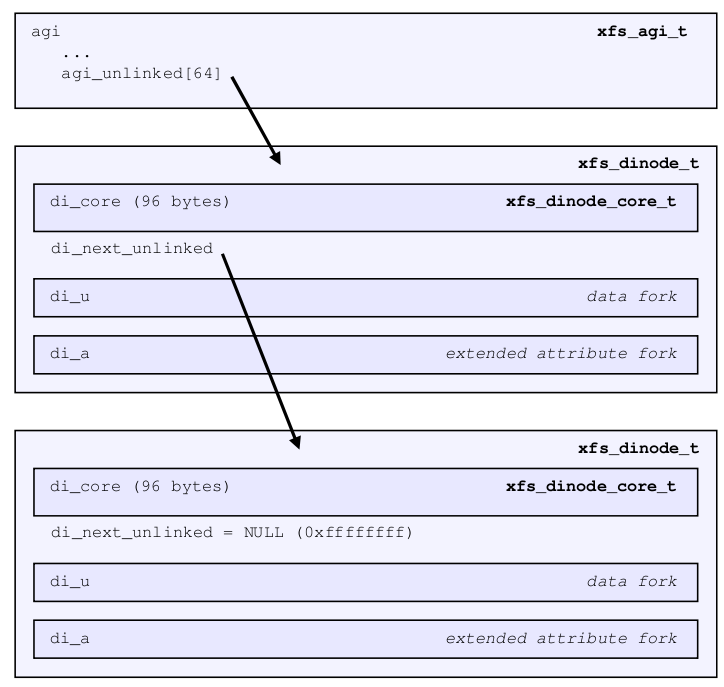 agi xfs_agi_t
...
agi_unlinked[64]
xfs_dinode_t
di_core (96 bytes) xfs_dinode_core_t
di_next_unlinked
di_u data fork
di_a extended attribute fork
xfs_dinode_t
di_core (96 bytes) xfs_dinode_core_t
di_next_unlinked = NULL (0xffffffff)
di_u data fork
di_a extended attribute fork